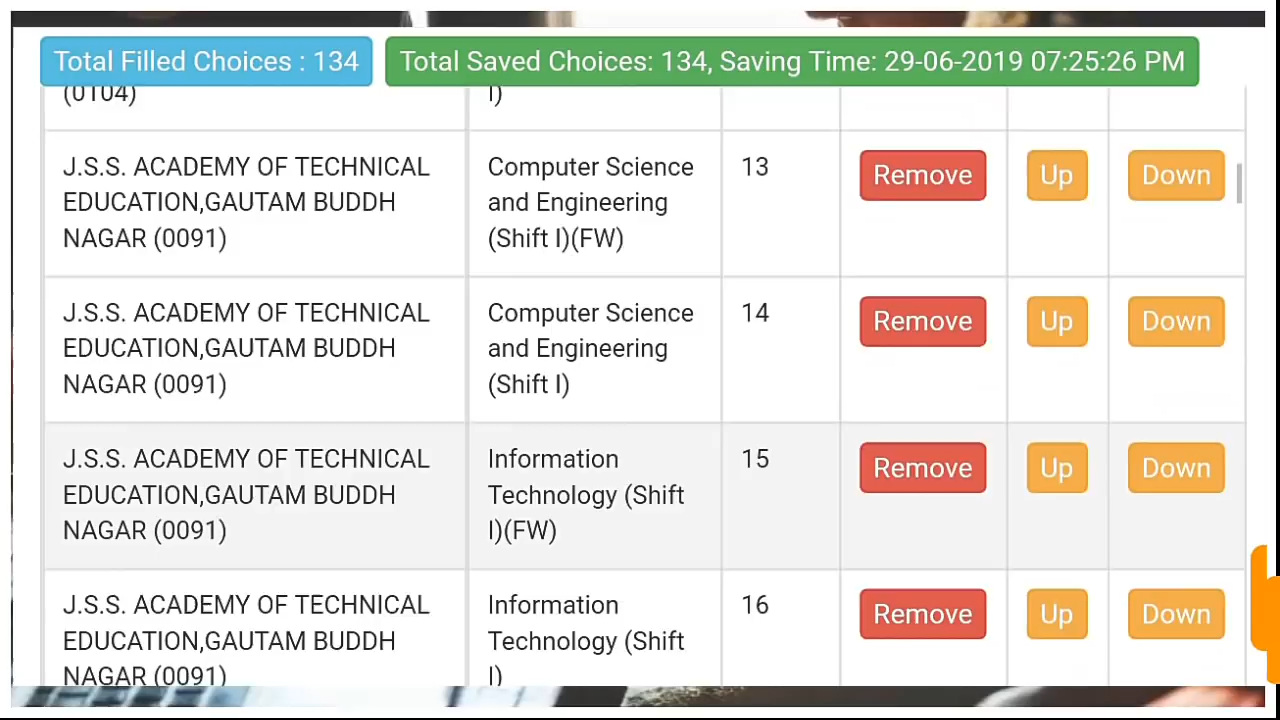 Total Filled Choices : 134
Total Saved Choices: 134, Saving Time: 29-06-2019 07:25:26 PM
(0104)
I)
J.S.S. ACADEMY OF TECHNICAL
EDUCATION,GAUTAM BUDDH
NAGAR (0091)
Computer Science
and Engineering
(Shift I)(FW)
13
Remove
Up
Down
J.S.S. ACADEMY OF TECHNICAL
EDUCATION,GAUTAM BUDDH
NAGAR (0091)
Computer Science
and Engineering
(Shift I)
14
Remove
Up
Down
J.S.S. ACADEMY OF TECHNICAL
EDUCATION,GAUTAM BUDDH
NAGAR (0091)
Information
Technology (Shift
I)(FW)
15
Remove
Up
Down
J.S.S. ACADEMY OF TECHNICAL
EDUCATION,GAUTAM BUDDH
NAGAR (0091)
Information
Technology (Shift
I)
16
Remove
Up
Down